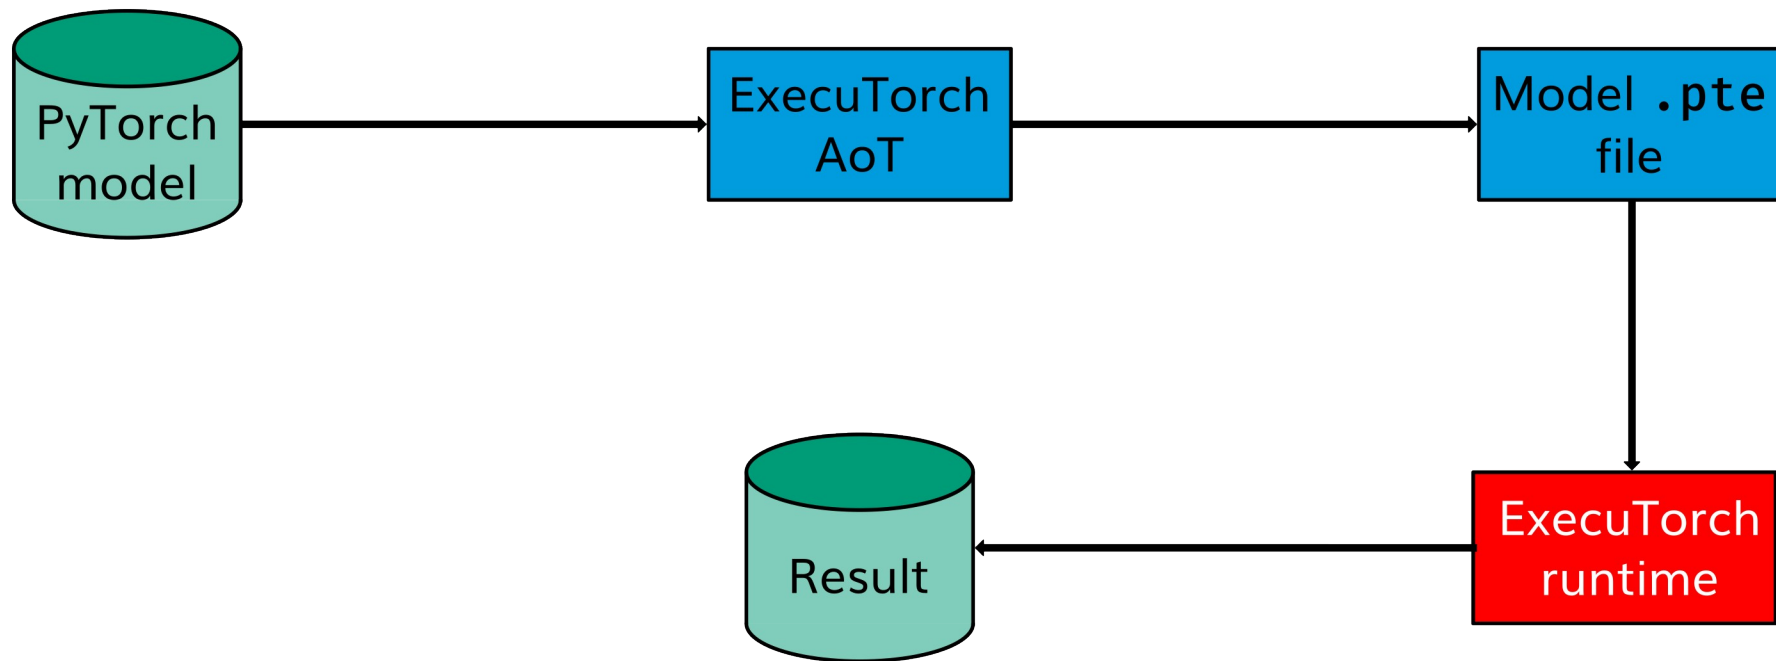 PyTorch
model
ExecuTorch
AoT
Model .pte
file
Result
ExecuTorch
runtime